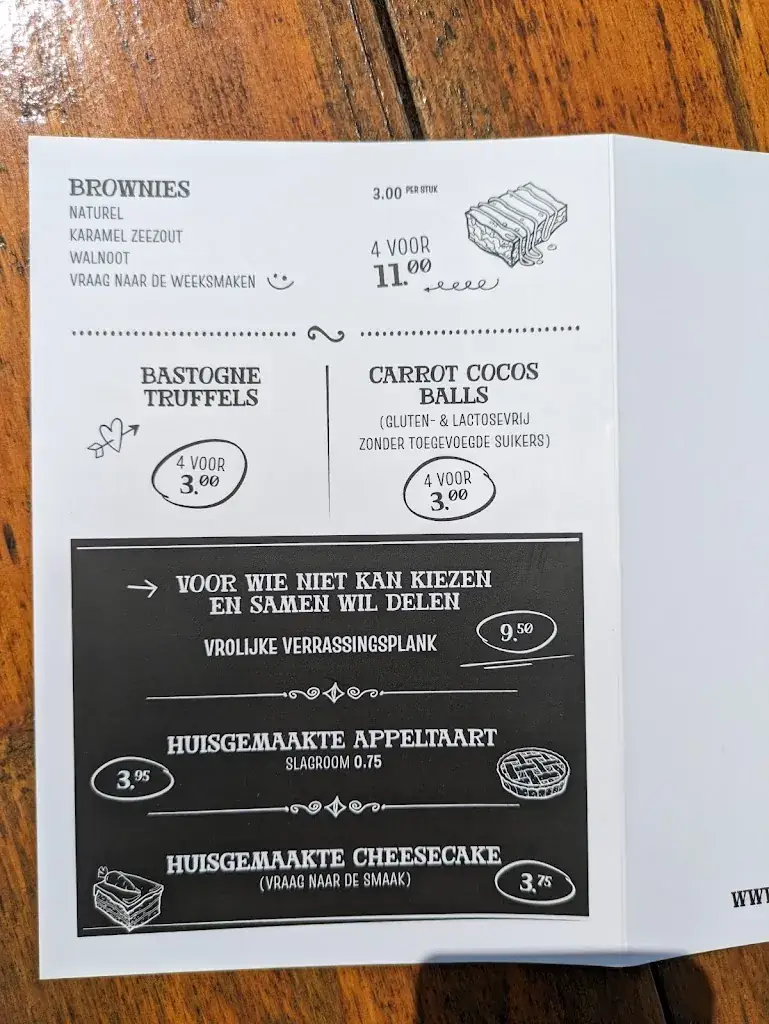 BROWNIES
3.00 PER STUK
NATUREL
KARAMEL ZEEZOUT
WALNOOT
VRAAG NAAR DE WEEKSMAKEN
4 VOOR
11.00
BASTOGNE
TRUFFELS
4 VOOR
3.00
CARROT COCOS
BALLS
(GLUTEN- & LACTOSEVRIJ
ZONDER TOEGEVOEGDE SUIKERS)
4 VOOR
3.00
VOOR WIE NIET KAN KIEZEN
EN SAMEN WIL DELEN
VROLIJKE VERRASSINGSPLANK
9.50
HUISGEMAAKTE APPELTAART
SLAGROOM 0.75
3.95
HUISGEMAAKTE CHEESECAKE
(VRAAG NAAR DE SMAAK)
3.75